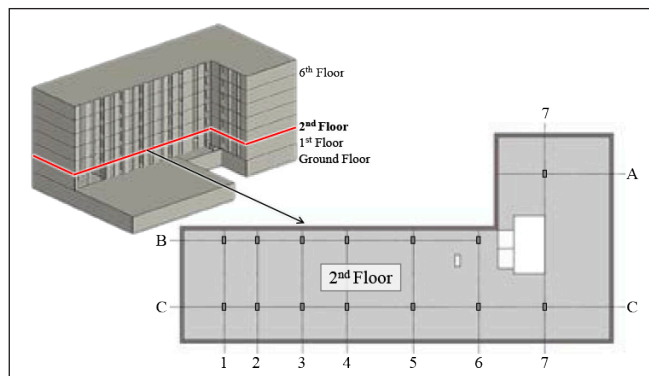 6th Floor
2nd Floor
1st Floor
Ground Floor
7
A
B
2nd Floor
C
C
1 2 3 4 5 6 7